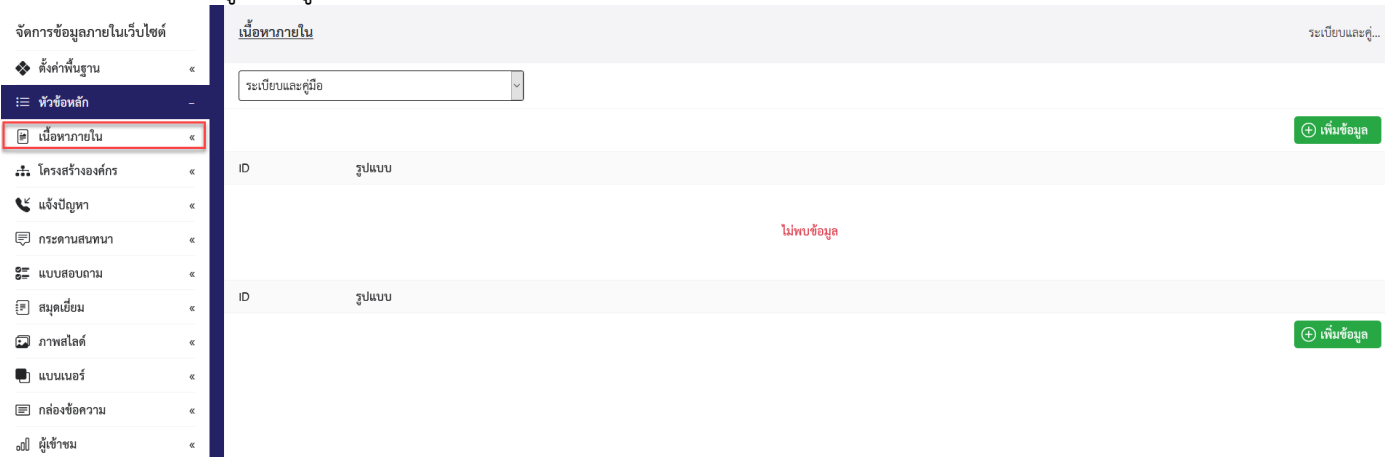 จัดการข้อมูลภายในเว็บไซต์
ตั้งค่าพื้นฐาน «
หัวข้อหลัก –
เนื้อหาภายใน «
โครงสร้างองค์กร «
แจ้งปัญหา «
กระดานสนทนา «
แบบสอบถาม «
สมุดเยี่ยม «
ภาพสไลด์ «
แบนเนอร์ «
กล่องข้อความ «
ผู้เข้าชม «
เนื้อหาภายใน ระเบียบและคู่...
ระเบียบและคู่มือ
เพิ่มข้อมูล
ID รูปแบบ
ไม่พบข้อมูล
ID รูปแบบ
เพิ่มข้อมูล